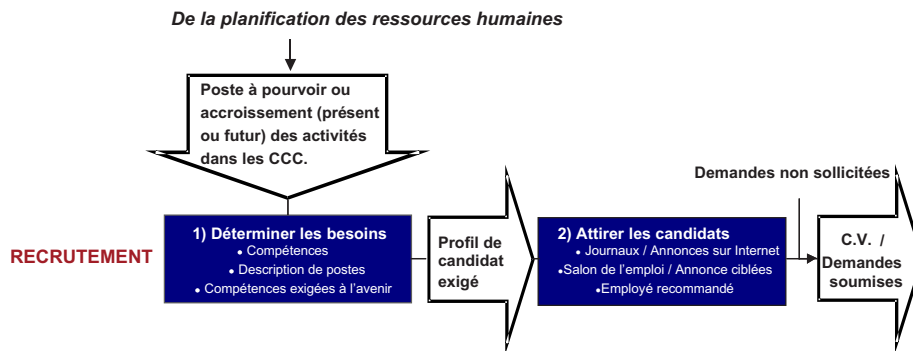 De la planification des ressources humaines
Poste à pourvoir ou
accroissement (présent
ou futur) des activités
dans les CCC.
Demandes non sollicitées
RECRUTEMENT
1) Déterminer les besoins
• Compétences
• Description de postes
• Compétences exigées à l'avenir
Profil de
candidat
exigé
2) Attirer les candidats
• Journaux / Annonces sur Internet
•Salon de l'emploi / Annonce ciblées
•Employé recommandé
C.V. /
Demandes
soumises